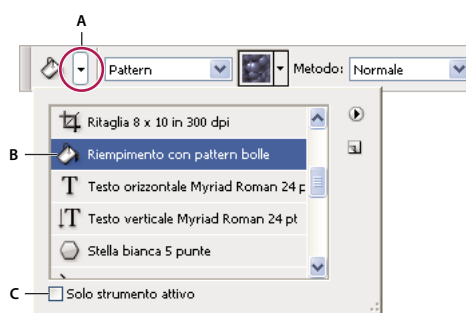 A
Pattern
Metodo: Normale
Ritaglia 8 x 10 in 300 dpi
B
Riempimento con pattern bolle
Testo orizzontale Myriad Roman 24 p
Testo verticale Myriad Roman 24 pt
Stella bianca 5 punte
C
Solo strumento attivo